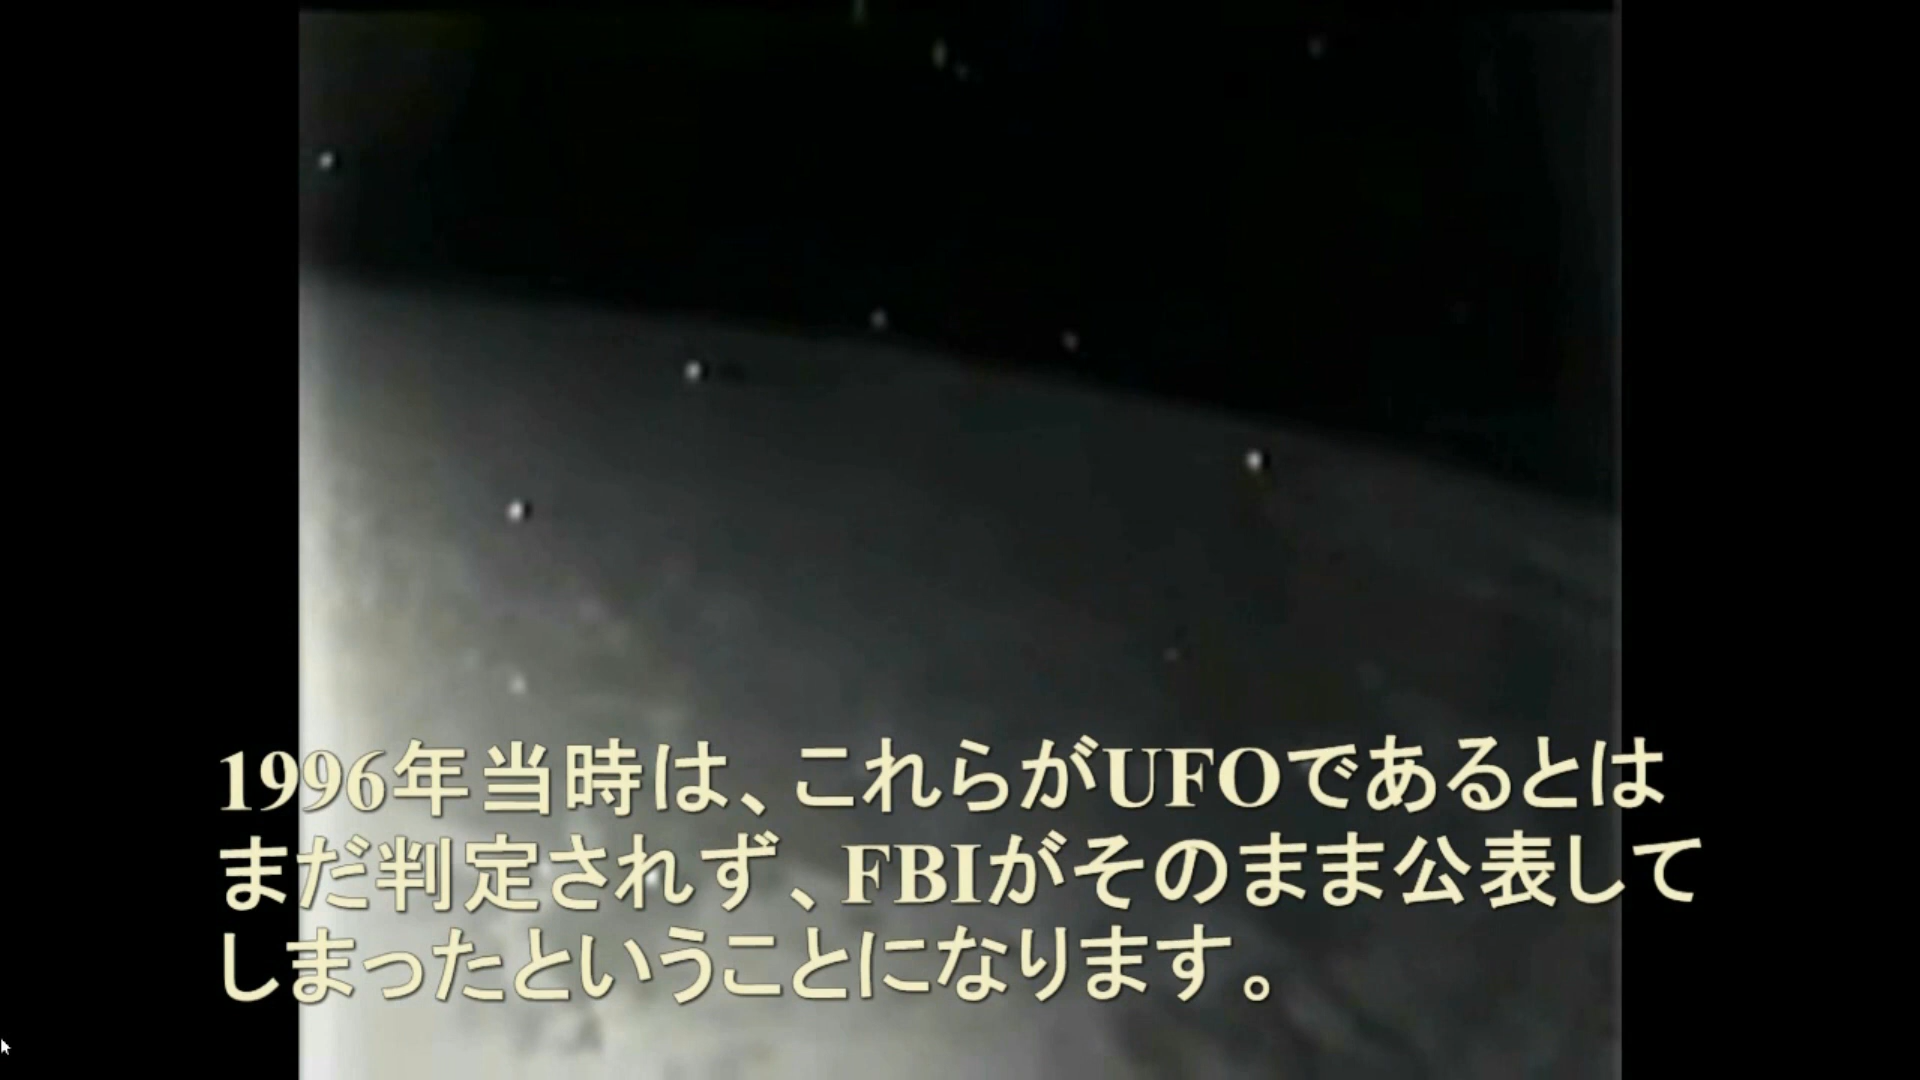 1996年当時は、これらがUFOであるとは
まだ判定されず、FBIがそのまま公表して
しまったということになります。